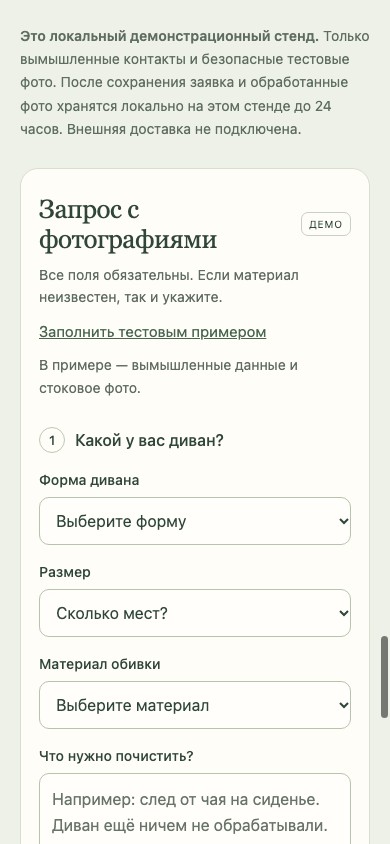 Это локальный демонстрационный стенд. Только
вымышленные контакты и безопасные тестовые
фото. После сохранения заявка и обработанные
фото хранятся локально на этом стенде до 24
часов. Внешняя доставка не подключена.
Запрос с
фотографиями
ДЕМО
Все поля обязательны. Если материал
неизвестен, так и укажите.
Заполнить тестовым примером
В примере — вымышленные данные и
стоковое фото.
1 Какой у вас диван?
Форма дивана
Выберите форму
Размер
Сколько мест?
Материал обивки
Выберите материал
Что нужно почистить?
Например: след от чая на сиденье.
Диван ещё ничем не обрабатывали.